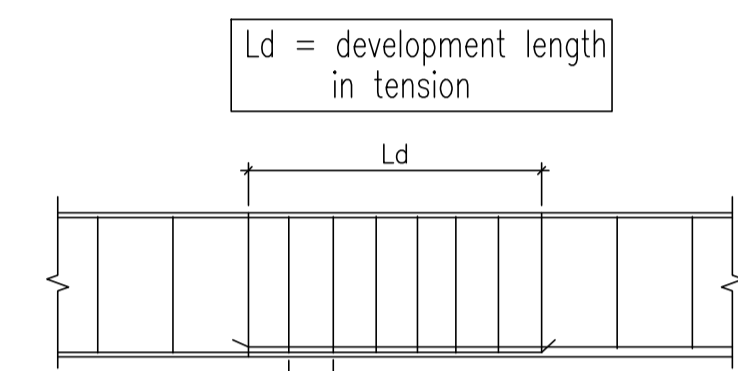 Ld = development length
in tension
Ld